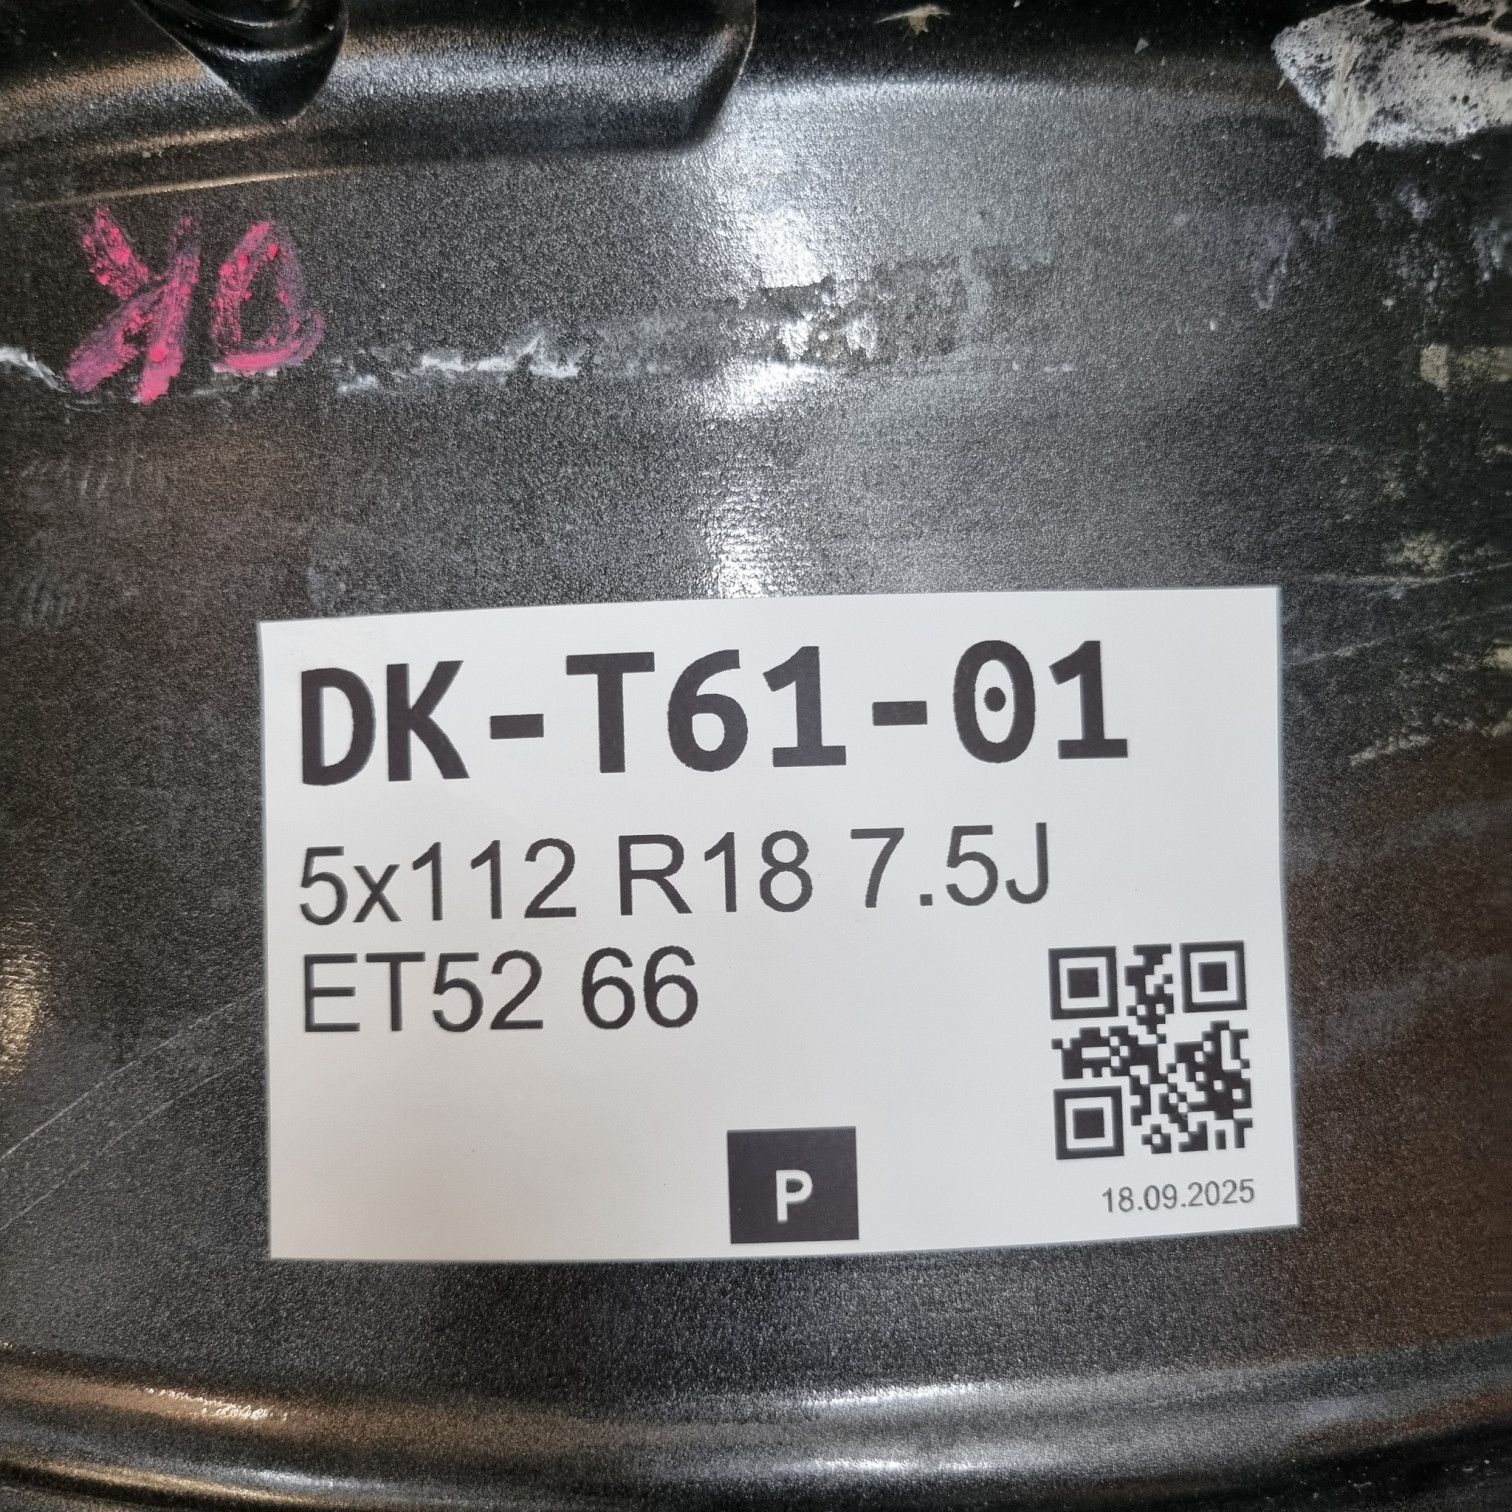 OK
DK-T61-01
5x112 R18 7.5J
ET52 66
P
18.09.2025